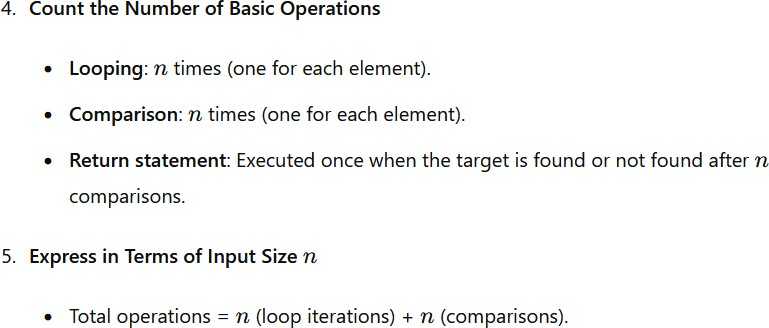 4. Count the Number of Basic Operations
• Looping: n times (one for each element).
• Comparison: n times (one for each element).
• Return statement: Executed once when the target is found or not found after n
comparisons.
5. Express in Terms of Input Size n
• Total operations = n (loop iterations) + n (comparisons).